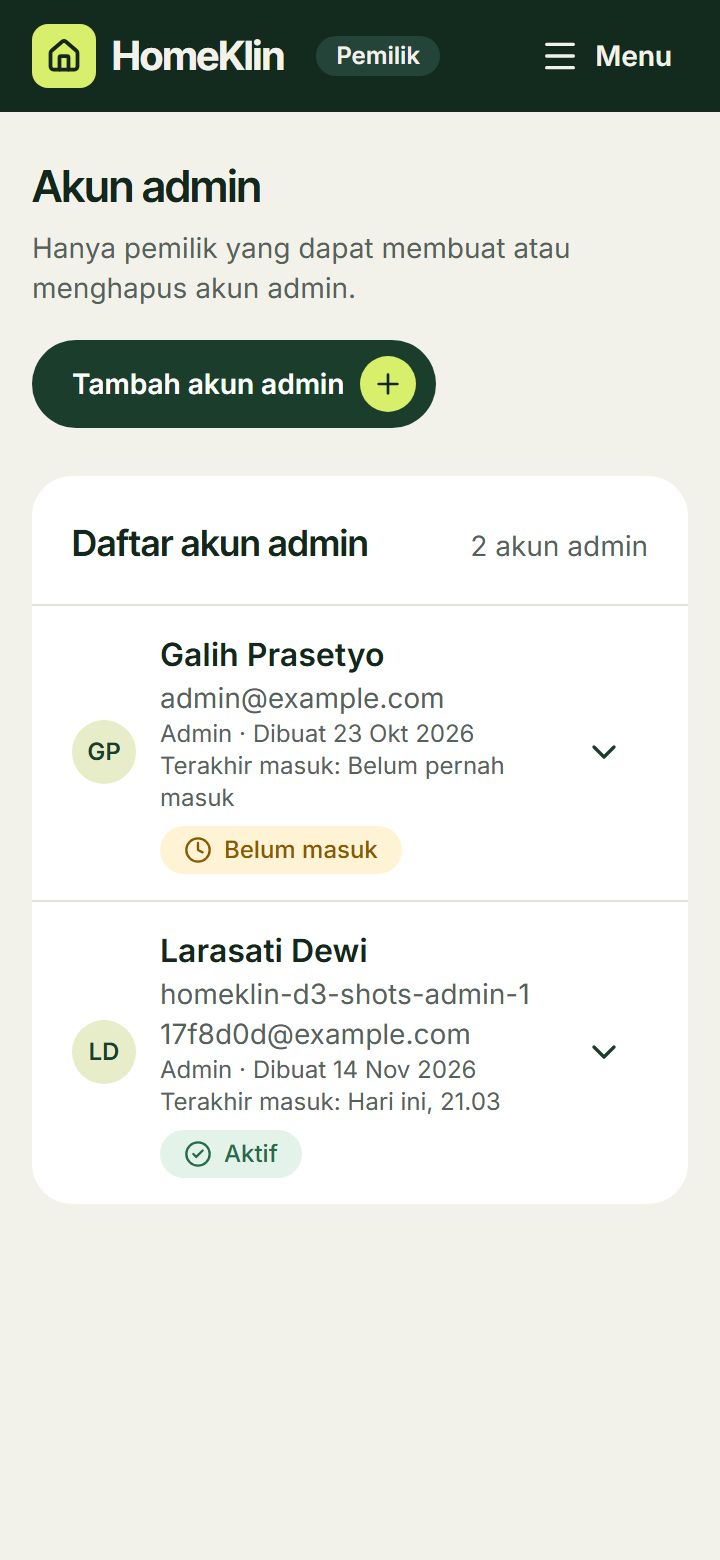 HomeKlin
Pemilik
Menu
Akun admin
Hanya pemilik yang dapat membuat atau
menghapus akun admin.
Tambah akun admin
Daftar akun admin
2 akun admin
GP
Galih Prasetyo
admin@example.com
Admin · Dibuat 23 Okt 2026
Terakhir masuk: Belum pernah
masuk
Belum masuk
LD
Larasati Dewi
homeklin-d3-shots-admin-1
17f8d0d@example.com
Admin · Dibuat 14 Nov 2026
Terakhir masuk: Hari ini, 21.03
Aktif